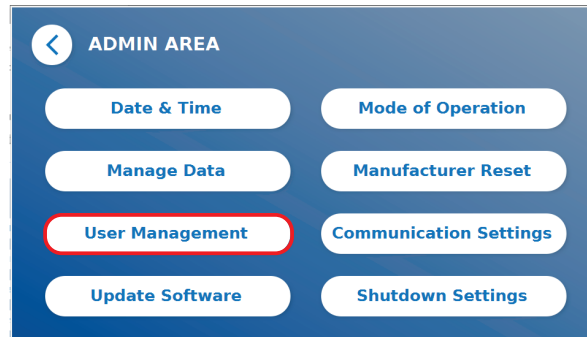 ADMIN AREA
Date & Time
Mode of Operation
Manage Data
Manufacturer Reset
User Management
Communication Settings
Update Software
Shutdown Settings